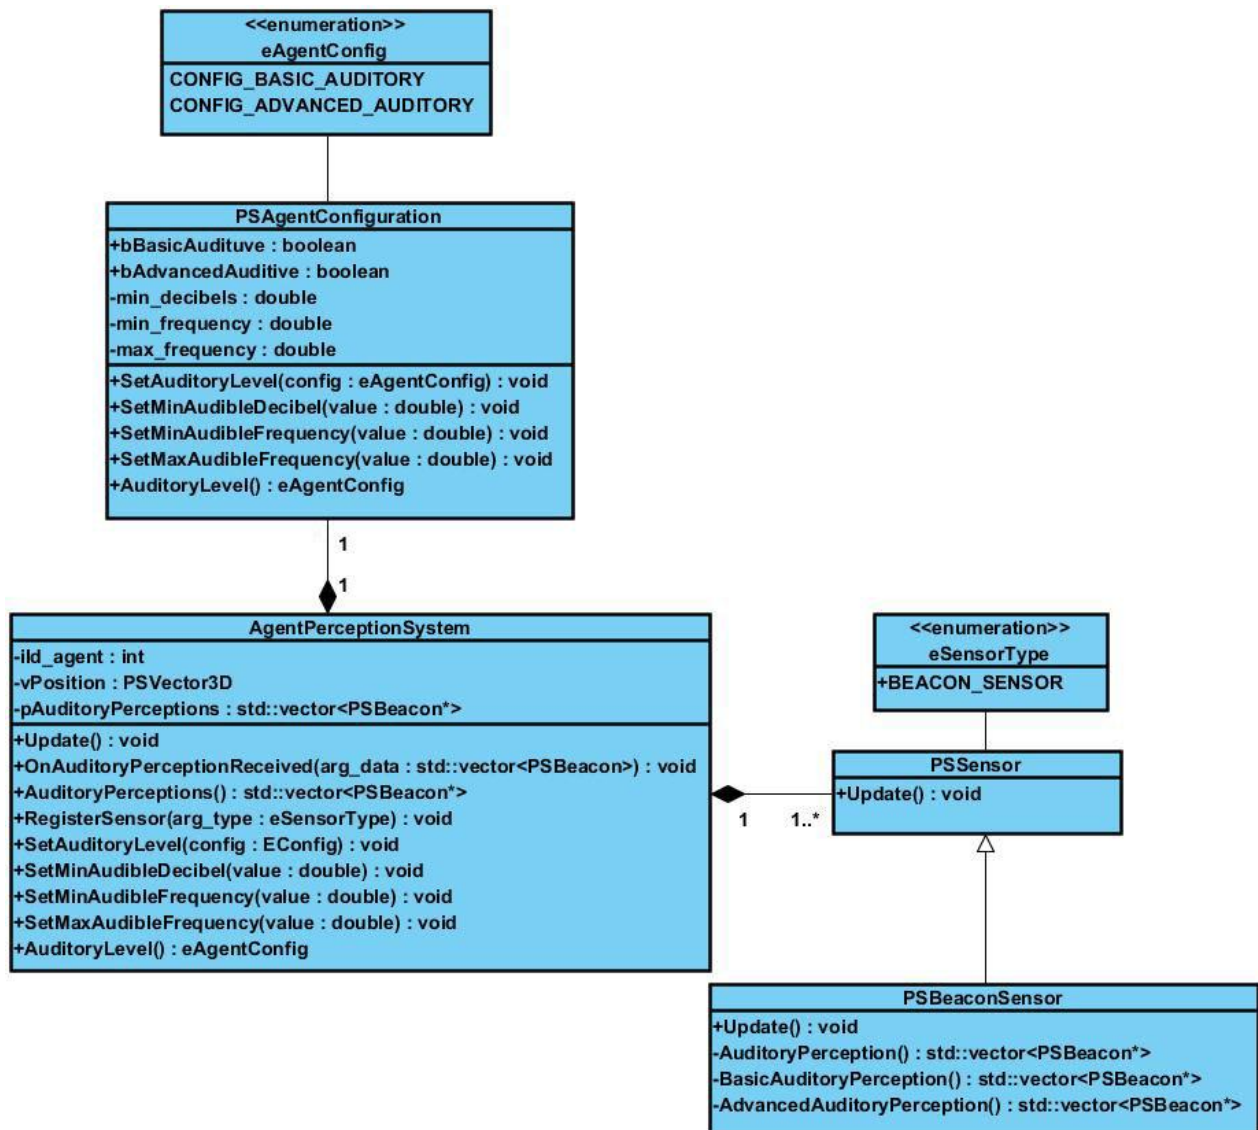 <<enumeration>>
eAgentConfig
CONFIG_BASIC_AUDITORY
CONFIG_ADVANCED_AUDITORY
PSAgentConfiguration
+bBasicAudituve : boolean
+bAdvancedAuditive : boolean
-min_decibels : double
-min_frequency : double
-max_frequency : double
+SetAuditoryLevel(config : eAgentConfig) : void
+SetMinAudibleDecibel(value : double) : void
+SetMinAudibleFrequency(value : double) : void
+SetMaxAudibleFrequency(value : double) : void
+AuditoryLevel() : eAgentConfig
1
1
AgentPerceptionSystem
-iId_agent : int
-vPosition : PSVector3D
-pAuditoryPerceptions : std::vector<PSBeacon*>
+Update() : void
+OnAuditoryPerceptionReceived(arg_data : std::vector<PSBeacon>) : void
+AuditoryPerceptions() : std::vector<PSBeacon*>
+RegisterSensor(arg_type : eSensorType) : void
+SetAuditoryLevel(config : EConfig) : void
+SetMinAudibleDecibel(value : double) : void
+SetMinAudibleFrequency(value : double) : void
+SetMaxAudibleFrequency(value : double) : void
+AuditoryLevel() : eAgentConfig
1
1..*
<<enumeration>>
eSensorType
+BEACON_SENSOR
PSSensor
+Update() : void
PSBeaconSensor
+Update() : void
-AuditoryPerception() : std::vector<PSBeacon*>
-BasicAuditoryPerception() : std::vector<PSBeacon*>
-AdvancedAuditoryPerception() : std::vector<PSBeacon*>